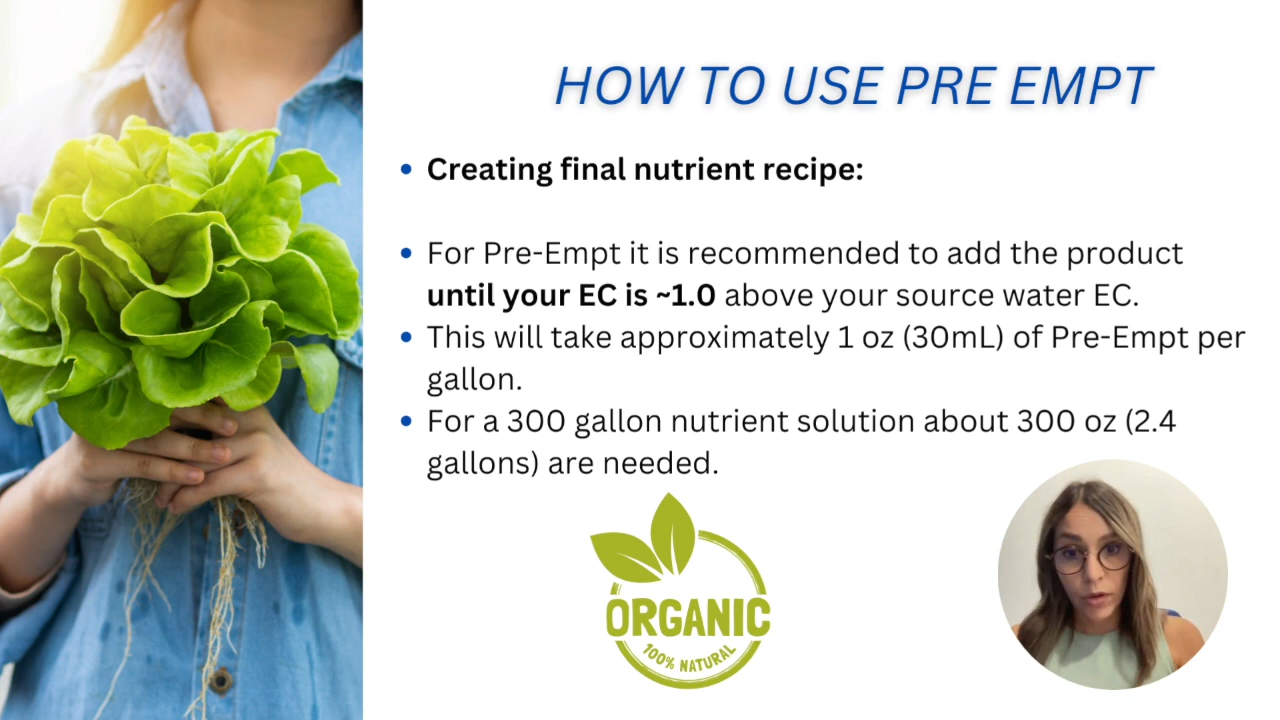 HOW TO USE PRE EMPT
Creating final nutrient recipe:
For Pre-Empt it is recommended to add the product
until your EC is ~1.0 above your source water EC.
This will take approximately 1 oz (30mL) of Pre-Empt per
gallon.
For a 300 gallon nutrient solution about 300 oz (2.4
gallons) are needed.
ORGANIC
100% NATURAL